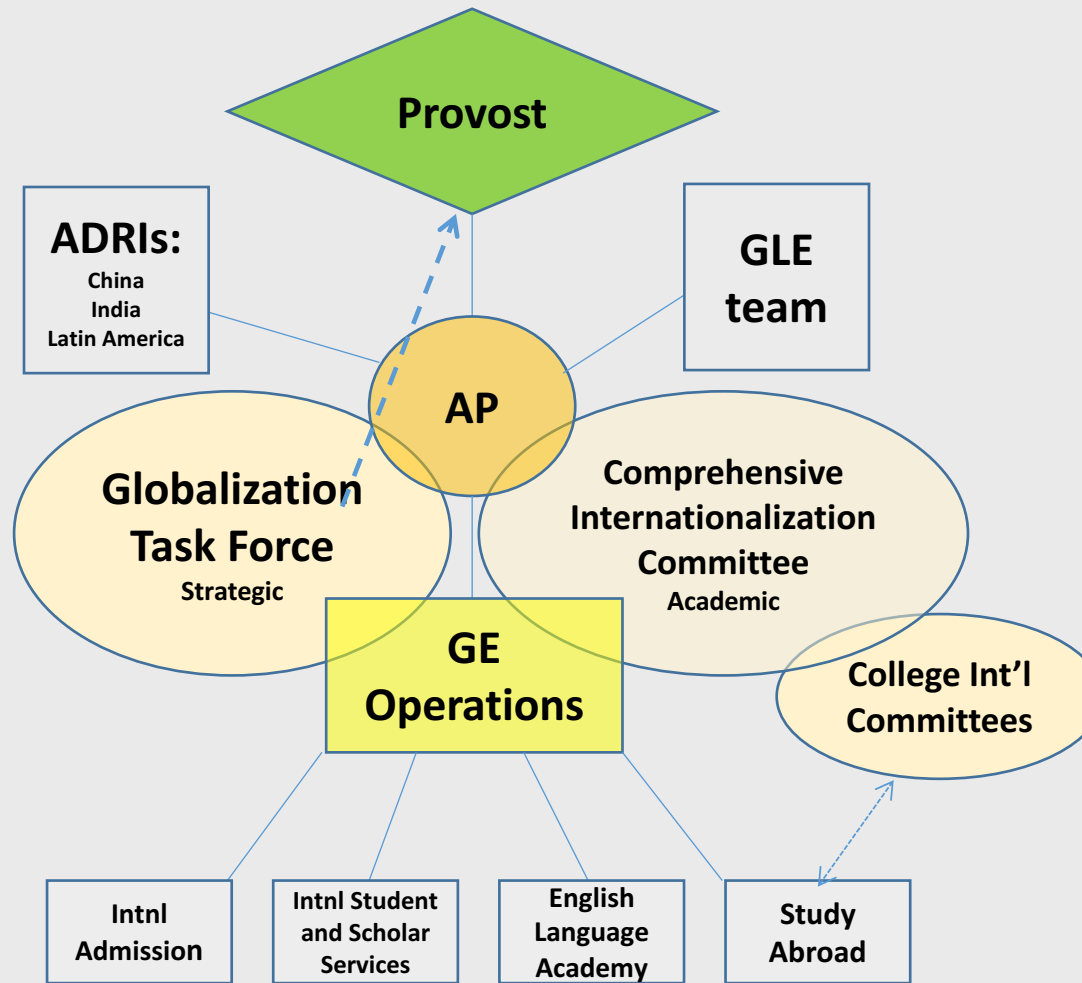 Provost
ADRIs:
China
India
Latin America
GLE
team
AP
Globalization
Task Force
Strategic
Comprehensive
Internationalization
Committee
Academic
GE
Operations
College Int’l
Committees
Intnl
Admission
Intnl Student
and Scholar
Services
English
Language
Academy
Study
Abroad